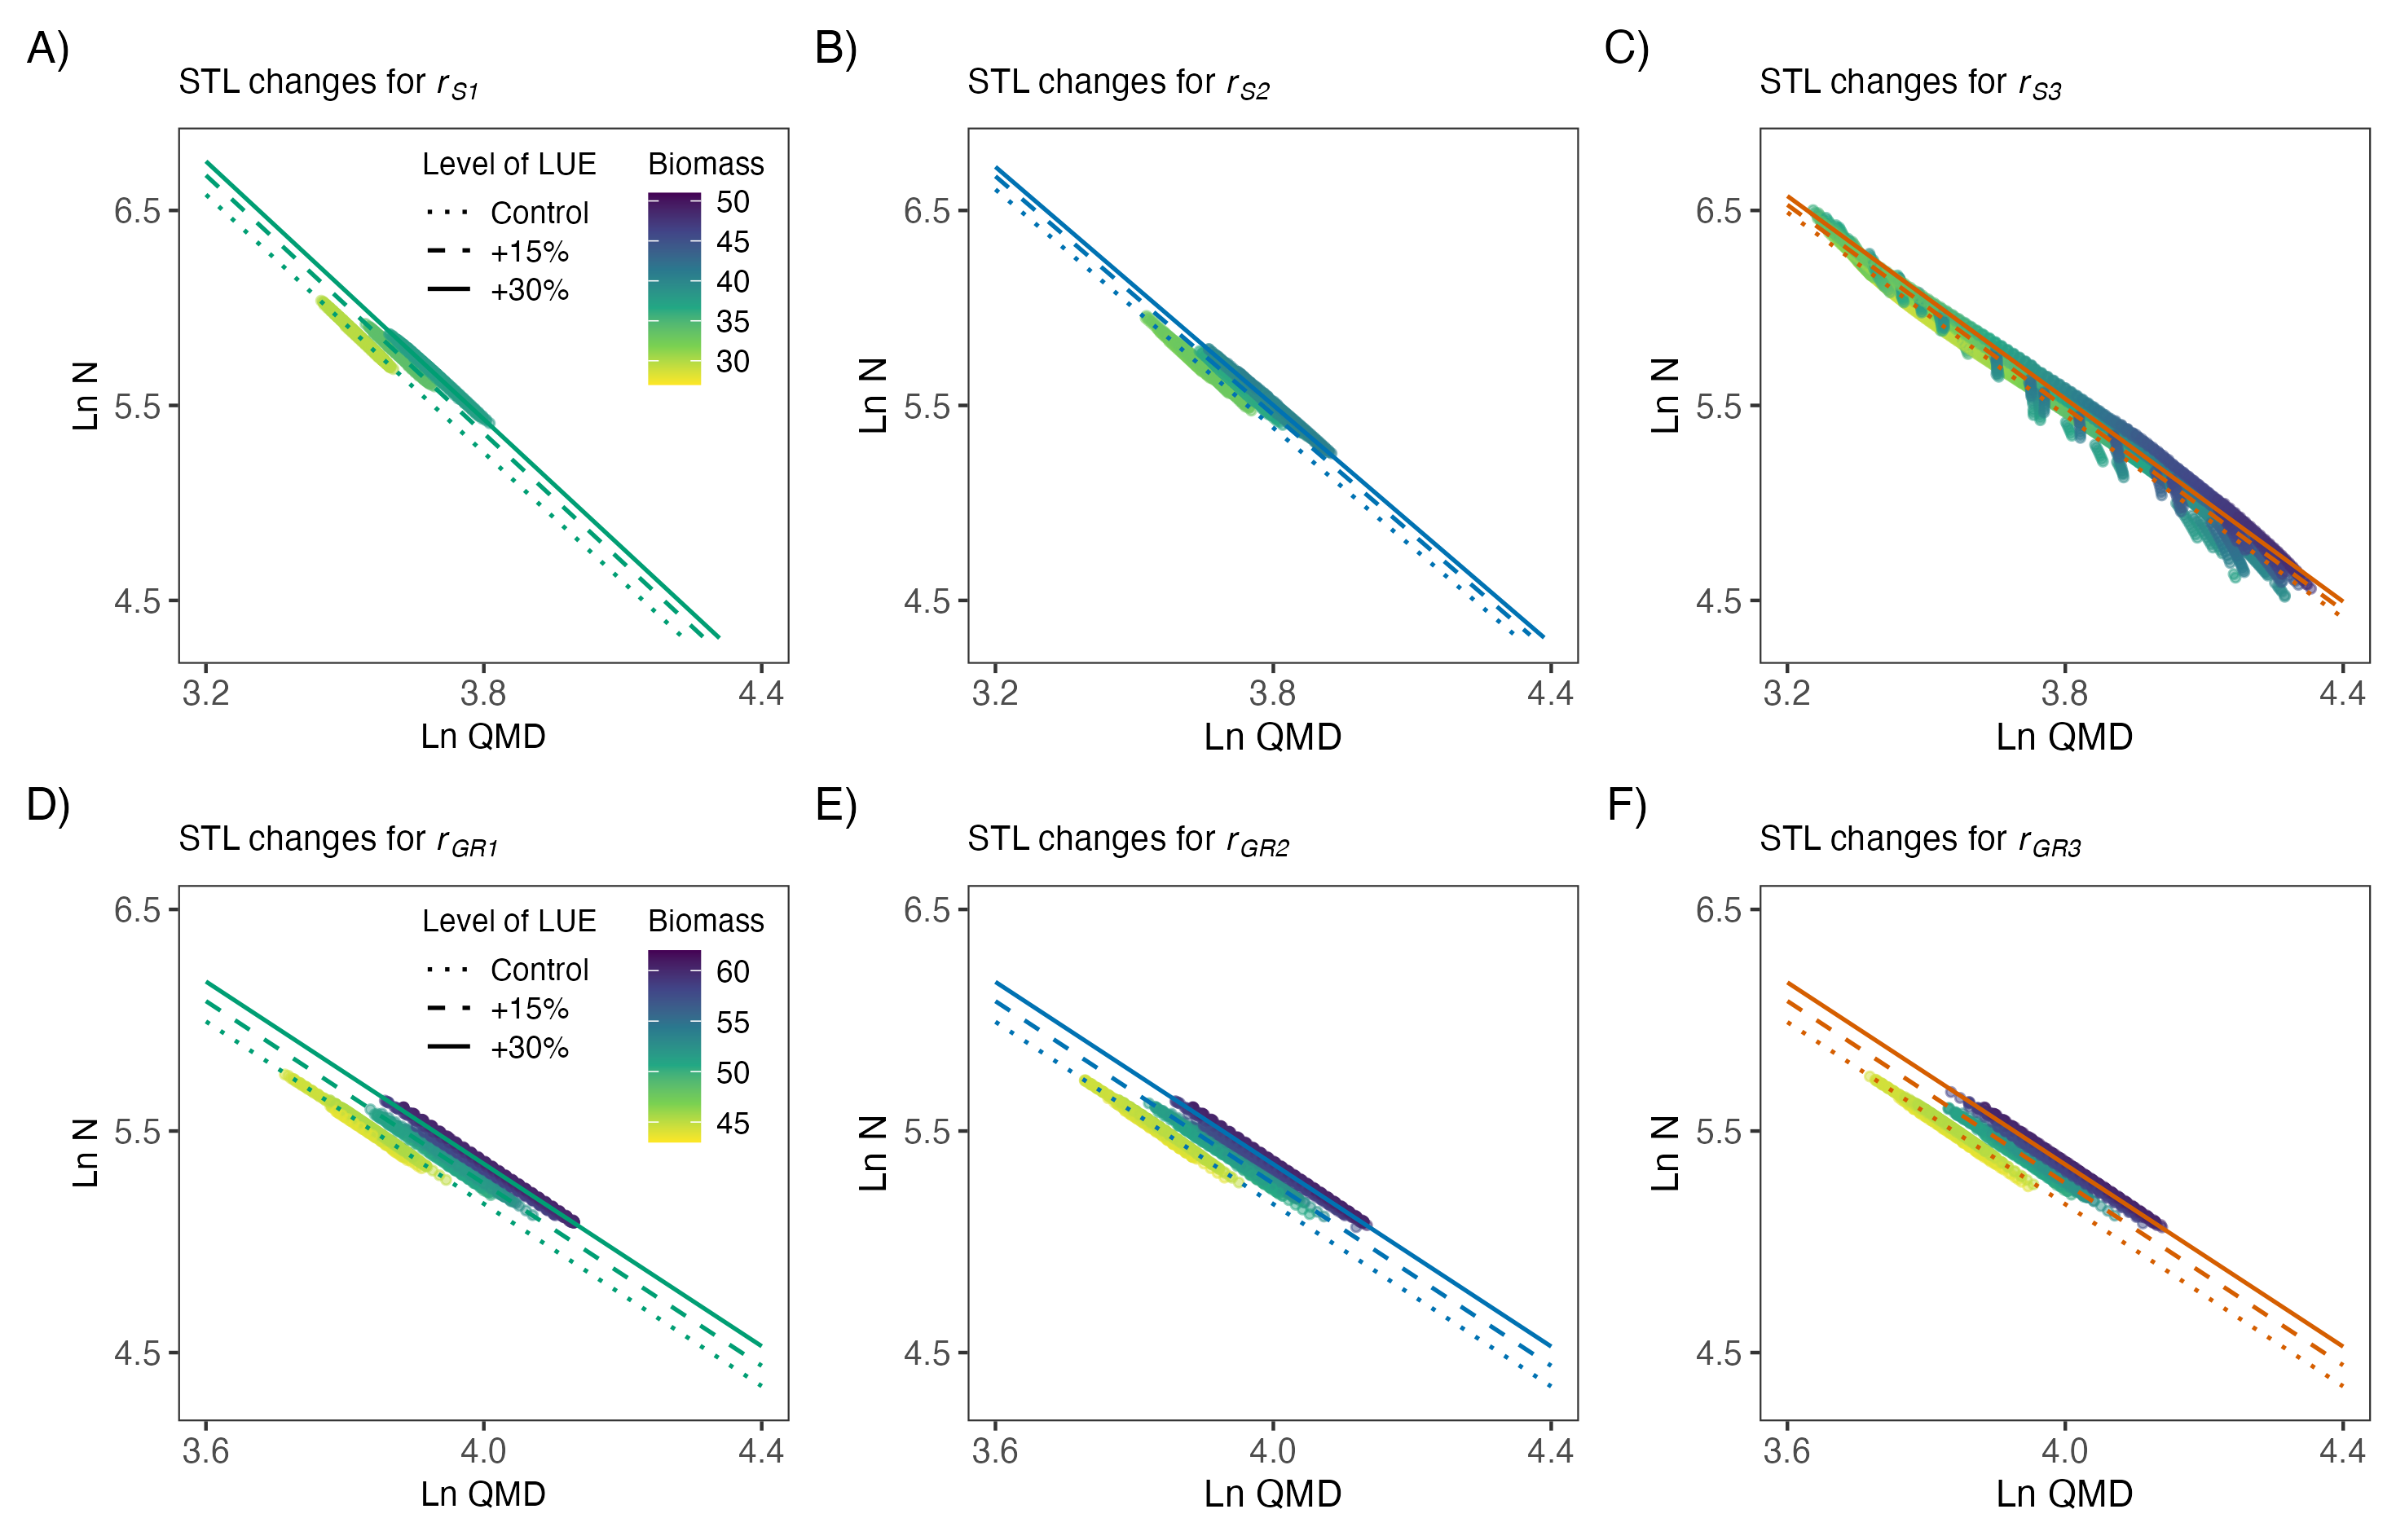 A)
STL changes for rS1
Level of LUE
Control
+15%
+30%
Biomass
50
45
40
35
30
6.5
5.5
4.5
Ln N
3.2 3.8 4.4
Ln QMD
B)
STL changes for rS2
6.5
5.5
4.5
Ln N
3.2 3.8 4.4
Ln QMD
C)
STL changes for rS3
6.5
5.5
4.5
Ln N
3.2 3.8 4.4
Ln QMD
D)
STL changes for rGR1
Level of LUE
Control
+15%
+30%
Biomass
60
55
50
45
6.5
5.5
4.5
Ln N
3.6 4.0 4.4
Ln QMD
E)
STL changes for rGR2
6.5
5.5
4.5
Ln N
3.6 4.0 4.4
Ln QMD
F)
STL changes for rGR3
6.5
5.5
4.5
Ln N
3.6 4.0 4.4
Ln QMD